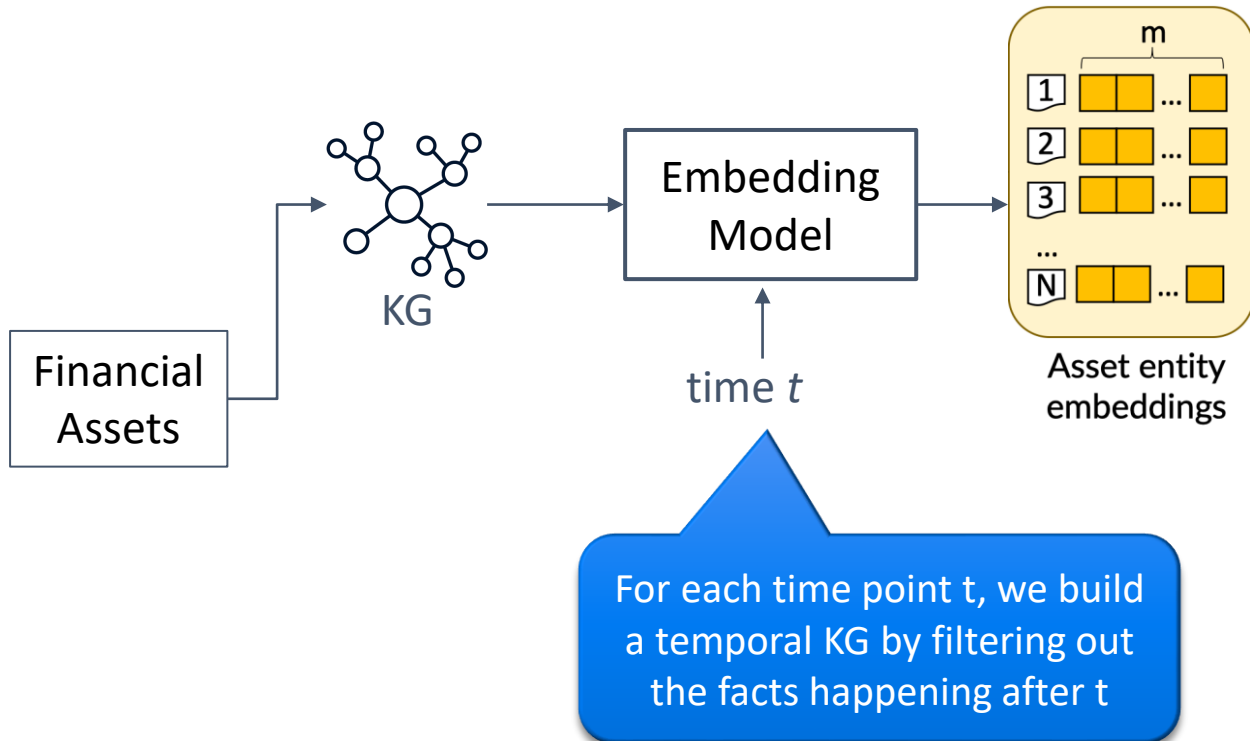 Financial
Assets
KG
Embedding
Model
time t
For each time point t, we build
a temporal KG by filtering out
the facts happening after t
m
1
...
2
...
3
...
...
N
...
Asset entity
embeddings